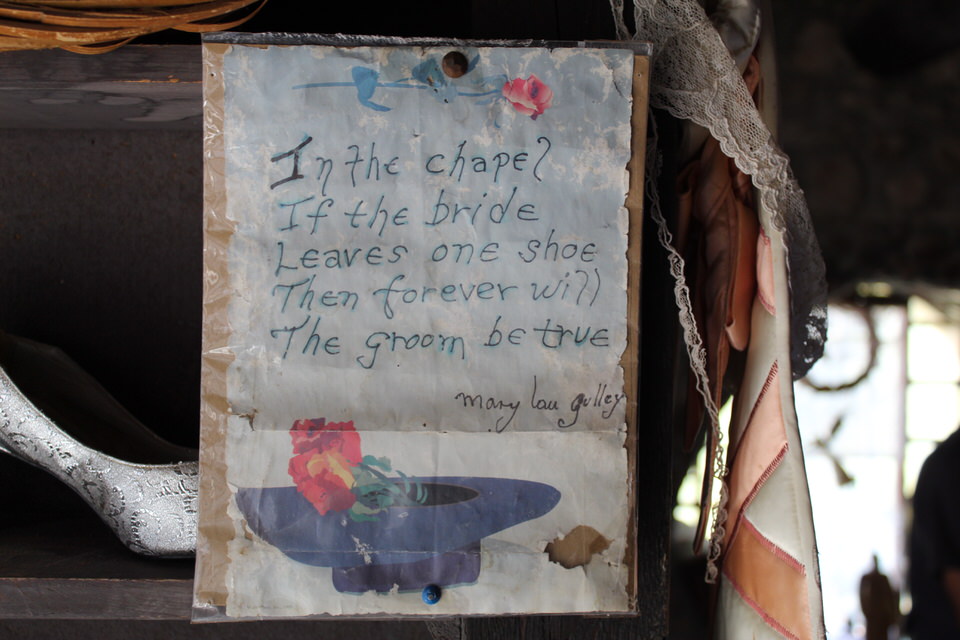 In the chapel
If the bride
Leaves one shoe
Then forever will
The groom be true
mary lou gulley